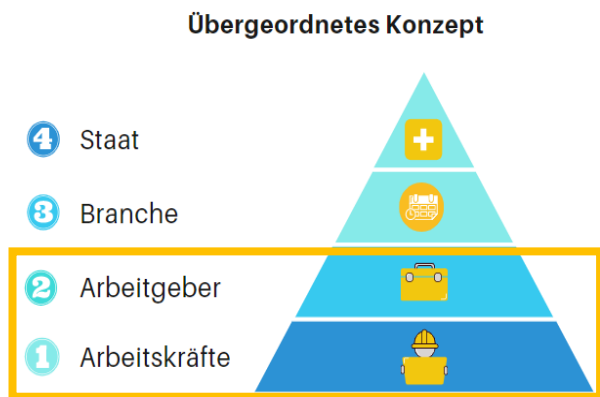 Übergeordnetes Konzept
4 Staat
3 Branche
2 Arbeitgeber
1 Arbeitskräfte